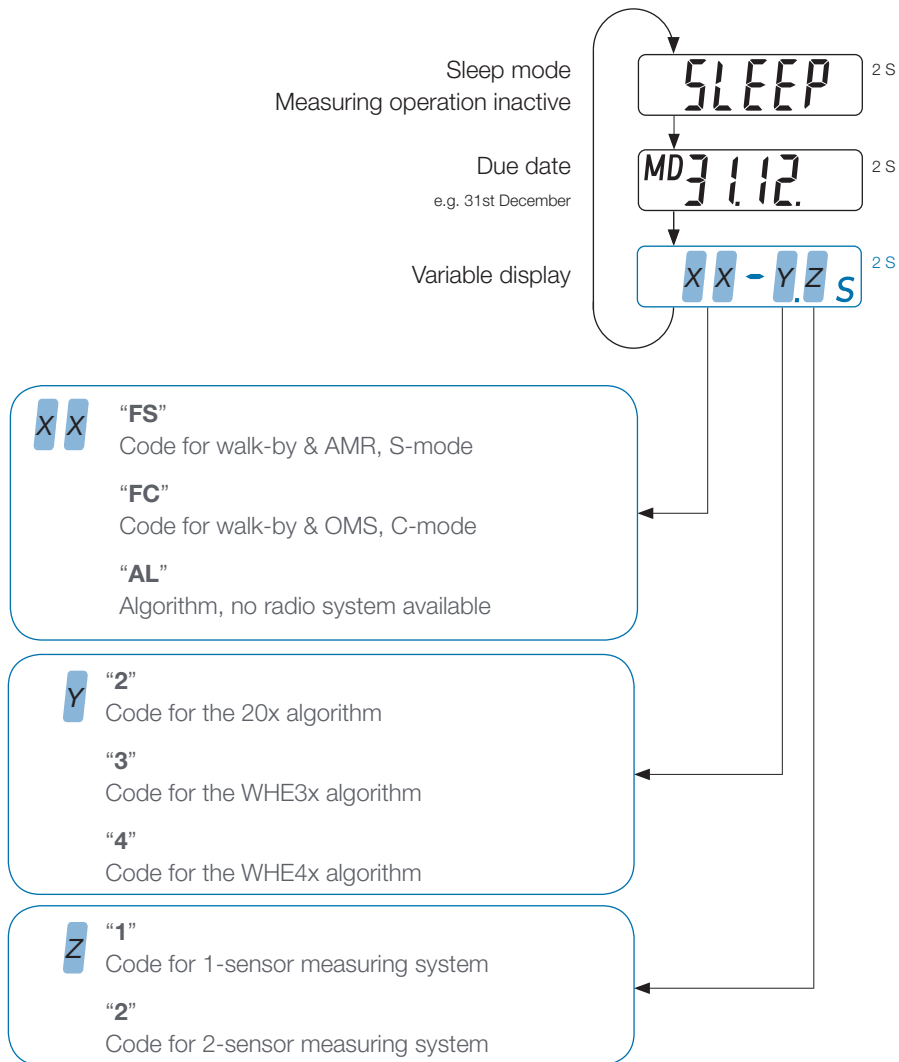 Sleep mode
Measuring operation inactive
SLEEP
2 S
Due date
e.g. 31st December
MD 31.12.
2 S
Variable display
X X - Y.Z S
2 S
X X
“FS”
Code for walk-by & AMR, S-mode
“FC”
Code for walk-by & OMS, C-mode
“AL”
Algorithm, no radio system available
Y
“2”
Code for the 20x algorithm
“3”
Code for the WHE3x algorithm
“4”
Code for the WHE4x algorithm
Z
“1”
Code for 1-sensor measuring system
“2”
Code for 2-sensor measuring system